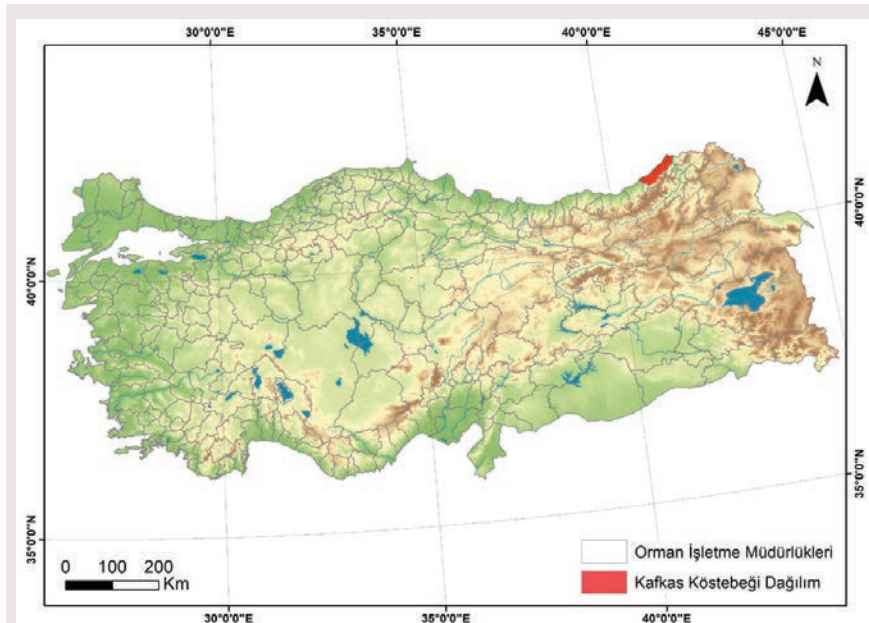 30°0'0"E 35°0'0"E 40°0'0"E 45°0'0"E
N
40°0'0"N
40°0'0"N
35°0'0"N
35°0'0"N
0 100 200
Km
Orman İşletme Müdürlükleri
Kafkas Köstebeği Dağılım
30°0'0"E 35°0'0"E 40°0'0"E